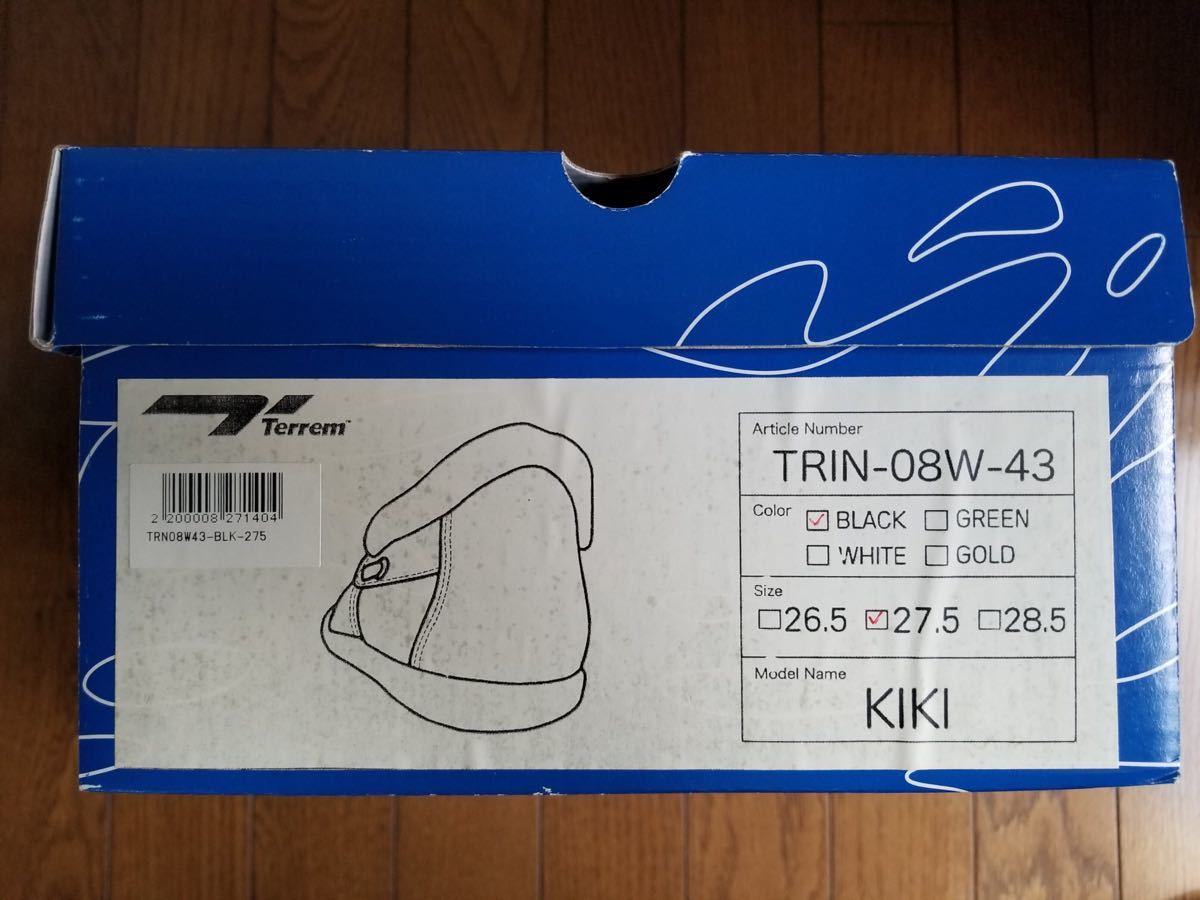 Terrem™
2 200008 271404
TRN08W43-BLK-275
Article Number
TRIN-08W-43
Color BLACK GREEN
WHITE GOLD
Size
26.5 27.5 28.5
Model Name
KIKI